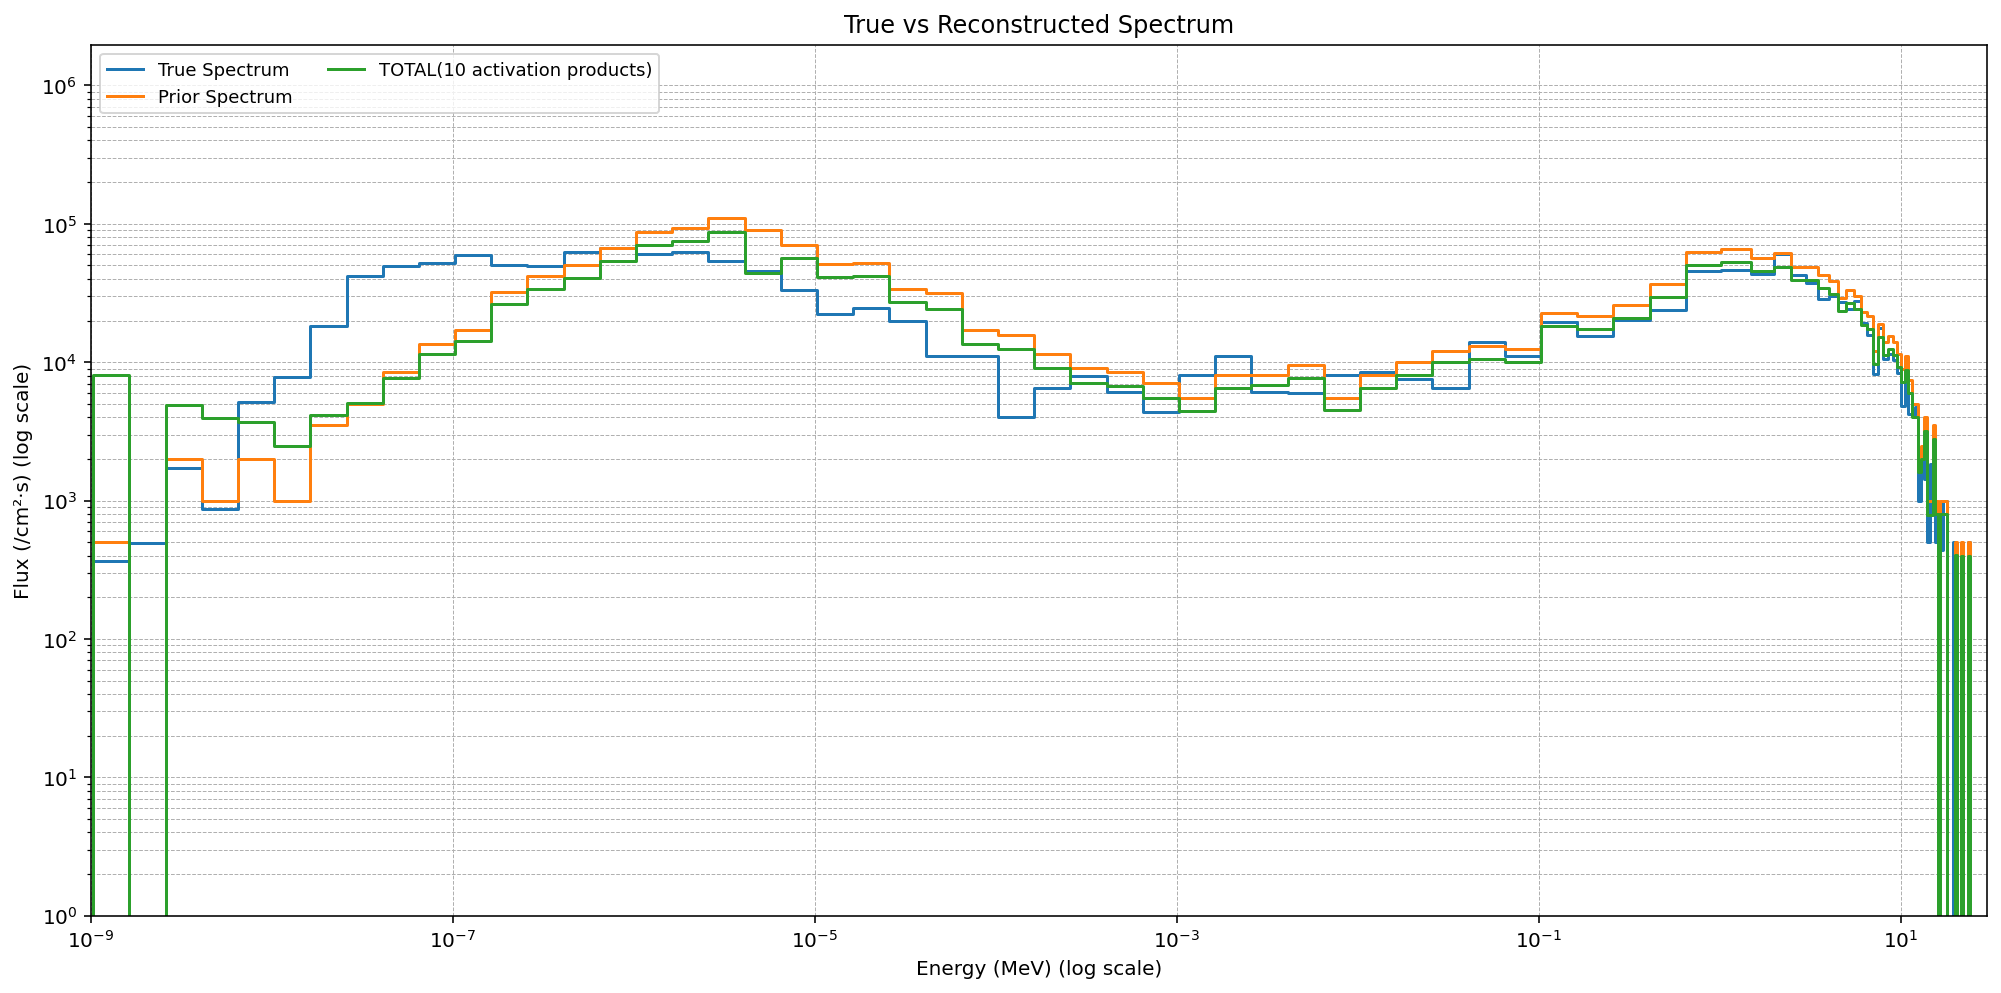 True vs Reconstructed Spectrum
True Spectrum
Prior Spectrum
TOTAL(10 activation products)
Flux (/cm²·s) (log scale)
10⁶
10⁵
10⁴
10³
10²
10¹
10⁰
10⁻⁹
10⁻⁷
10⁻⁵
10⁻³
10⁻¹
10¹
Energy (MeV) (log scale)